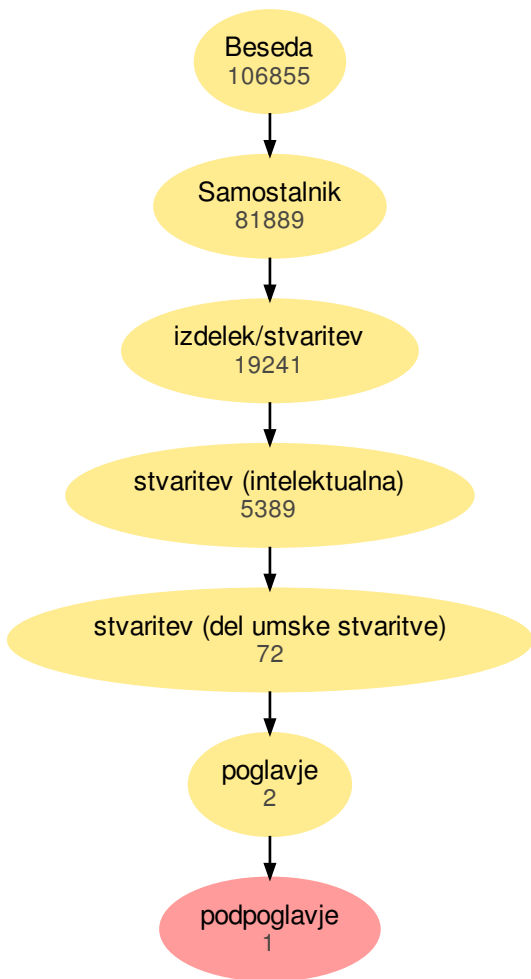 Beseda
106855
Samostalnik
81889
izdelek/stvaritev
19241
stvaritev (intelektualna)
5389
stvaritev (del umske stvaritve)
72
poglavje
2
podpoglavje
1